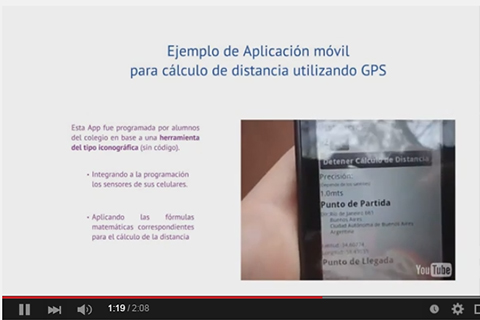 Ejemplo de Aplicación móvil
para cálculo de distancia utilizando GPS
Esta App fue programada por alumnos
del colegio en base a una herramienta
del tipo iconográfica (sin código).
- Integrando a la programación
los sensores de sus celulares.
- Aplicando las fórmulas
matemáticas correspondientes
para el cálculo de la distancia
Detener Cálculo de Distancia
Precisión:
1.0mts
Punto de Partida
Buenos Aires
Ciudad Autónoma de Buenos Aires
Argentina
Punto de Llegada
YouTube
1:19 / 2:08